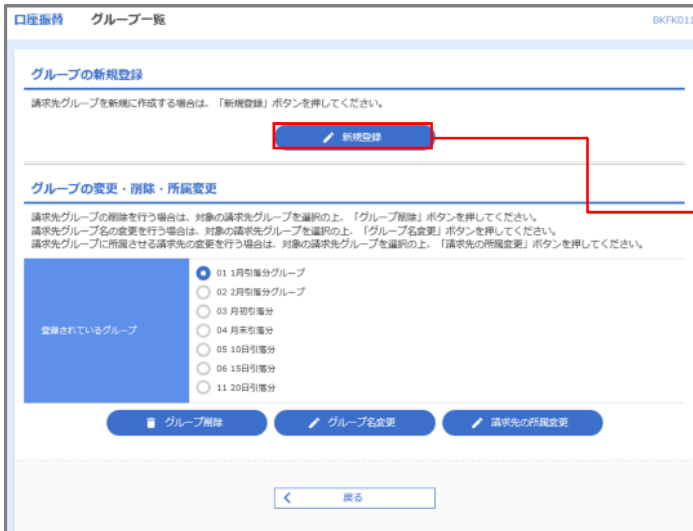 口座振替 グループ一覧 BKFK011
グループの新規登録
請求先グループを新規に作成する場合は、「新規登録」ボタンを押してください。
新規登録
グループの変更・削除・所属変更
請求先グループの削除を行う場合は、対象の請求先グループを選択の上、「グループ削除」ボタンを押してください。
請求先グループ名の変更を行う場合は、対象の請求先グループを選択の上、「グループ名変更」ボタンを押してください。
請求先グループに所属させる請求先の変更を行う場合は、対象の請求先グループを選択の上、「請求先の所属変更」ボタンを押してください。
登録されているグループ
01 1月引落分グループ
02 2月引落分グループ
03 月初引落分
04 月末引落分
05 10日引落分
06 15日引落分
11 20日引落分
グループ削除 グループ名変更 請求先の所属変更
戻る